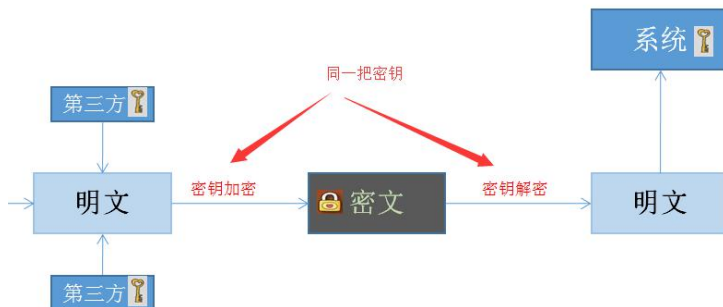 系统
同一把密钥
第三方
明文
密钥加密
密文
密钥解密
明文
第三方